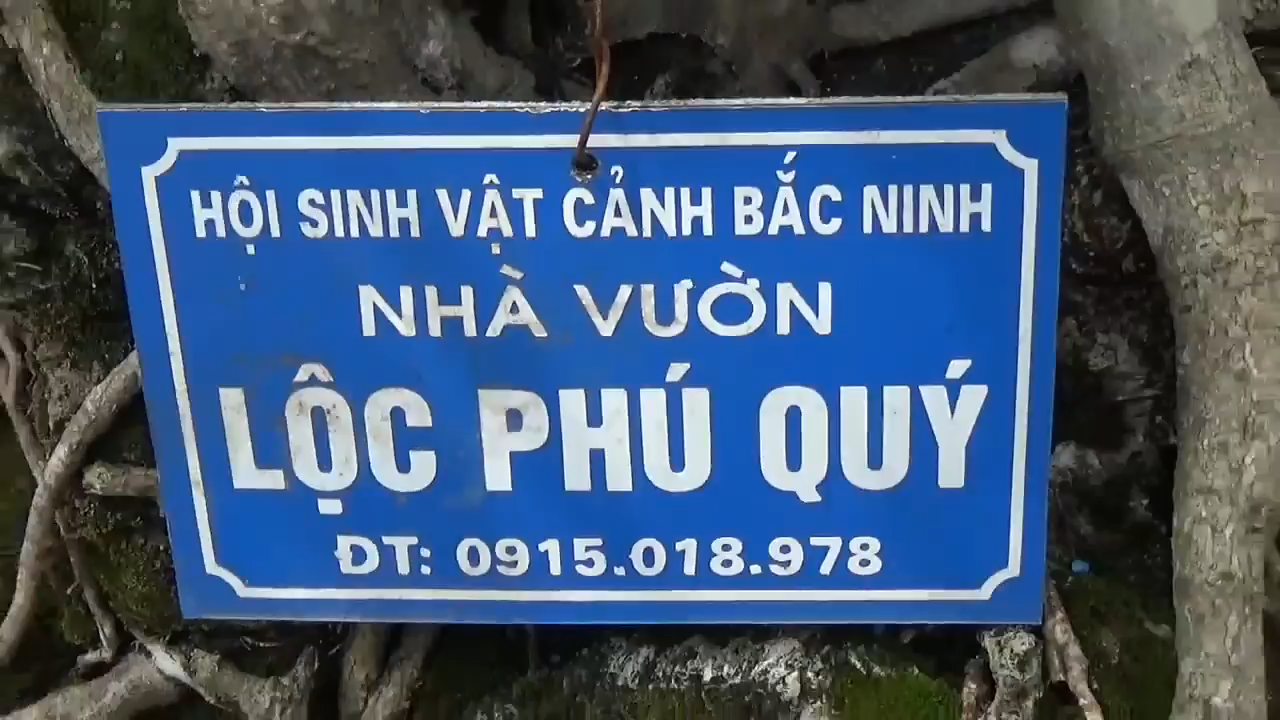 HỘI SINH VẬT CẢNH BẮC NINH
NHÀ VƯỜN
LỘC PHÚ QUÝ
ĐT: 0915.018.978